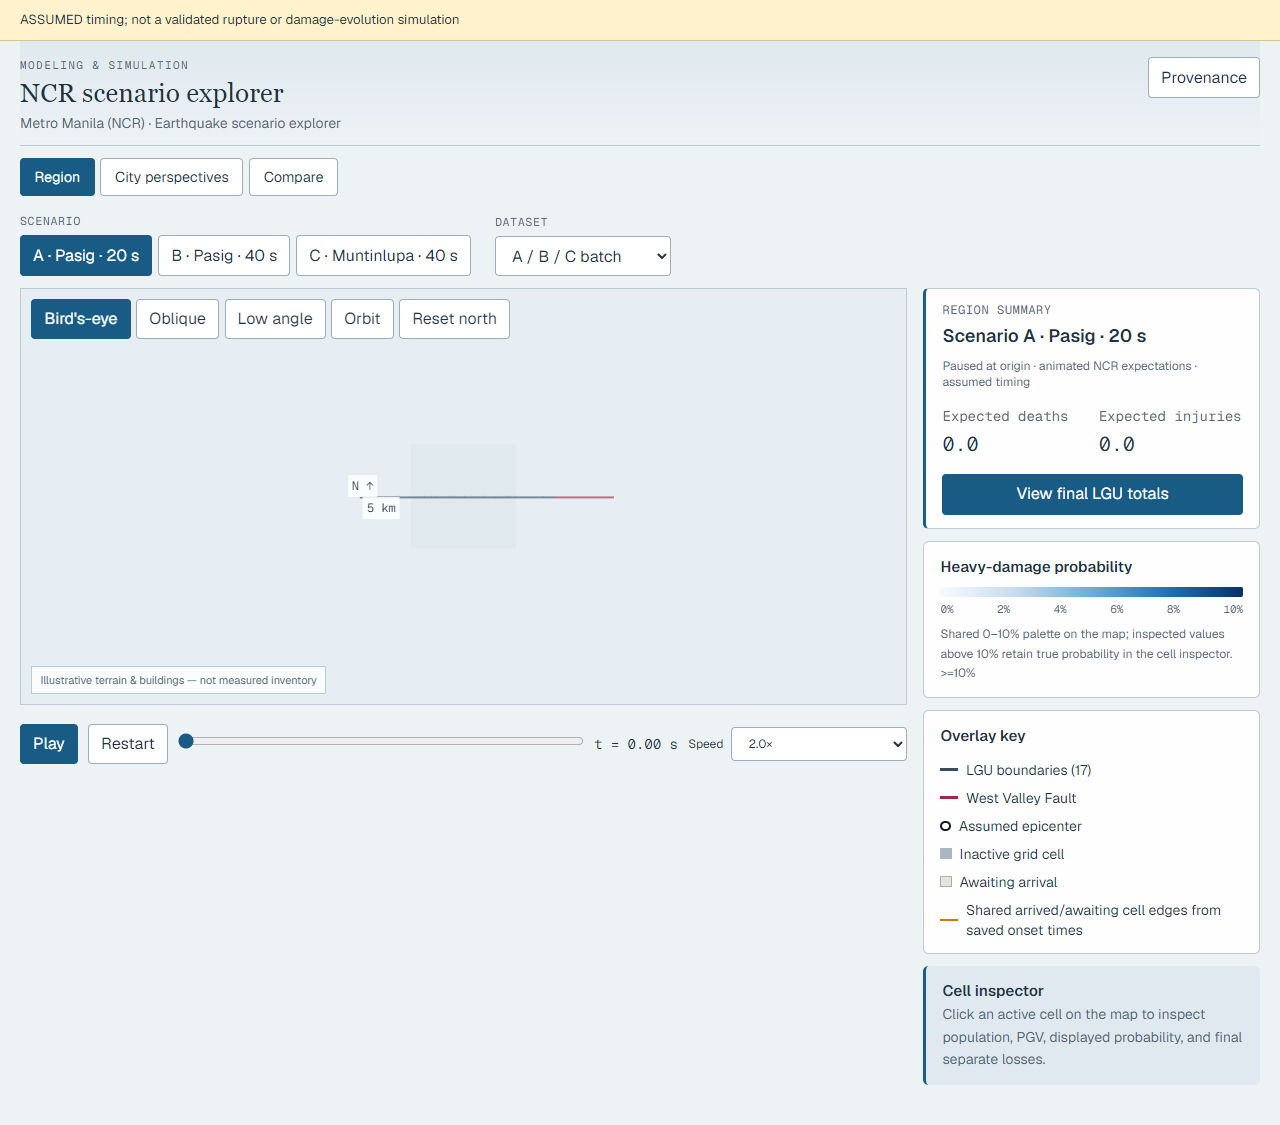 ASSUMED timing; not a validated rupture or damage-evolution simulation
MODELING & SIMULATION
NCR scenario explorer
Metro Manila (NCR) · Earthquake scenario explorer
Provenance
Region
City perspectives
Compare
SCENARIO
A · Pasig · 20 s
B · Pasig · 40 s
C · Muntinlupa · 40 s
DATASET
A / B / C batch
Bird's-eye
Oblique
Low angle
Orbit
Reset north
N ↑
5 km
Illustrative terrain & buildings — not measured inventory
Play
Restart
t = 0.00 s
Speed
2.0×
REGION SUMMARY
Scenario A · Pasig · 20 s
Paused at origin · animated NCR expectations ·
assumed timing
Expected deaths
0.0
Expected injuries
0.0
View final LGU totals
Heavy-damage probability
0%
2%
4%
6%
8%
10%
Shared 0–10% palette on the map; inspected values
above 10% retain true probability in the cell inspector.
>=10%
Overlay key
LGU boundaries (17)
West Valley Fault
Assumed epicenter
Inactive grid cell
Awaiting arrival
Shared arrived/awaiting cell edges from
saved onset times
Cell inspector
Click an active cell on the map to inspect
population, PGV, displayed probability, and final
separate losses.